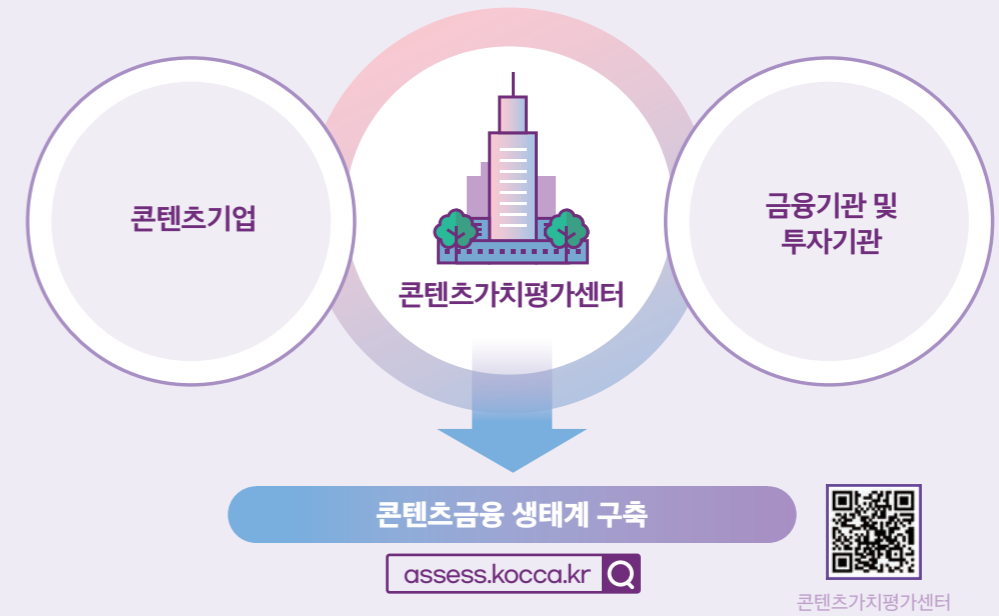 콘텐츠기업
콘텐츠가치평가센터
금융기관 및
투자기관
콘텐츠금융 생태계 구축
assess.kocca.kr
콘텐츠가치평가센터